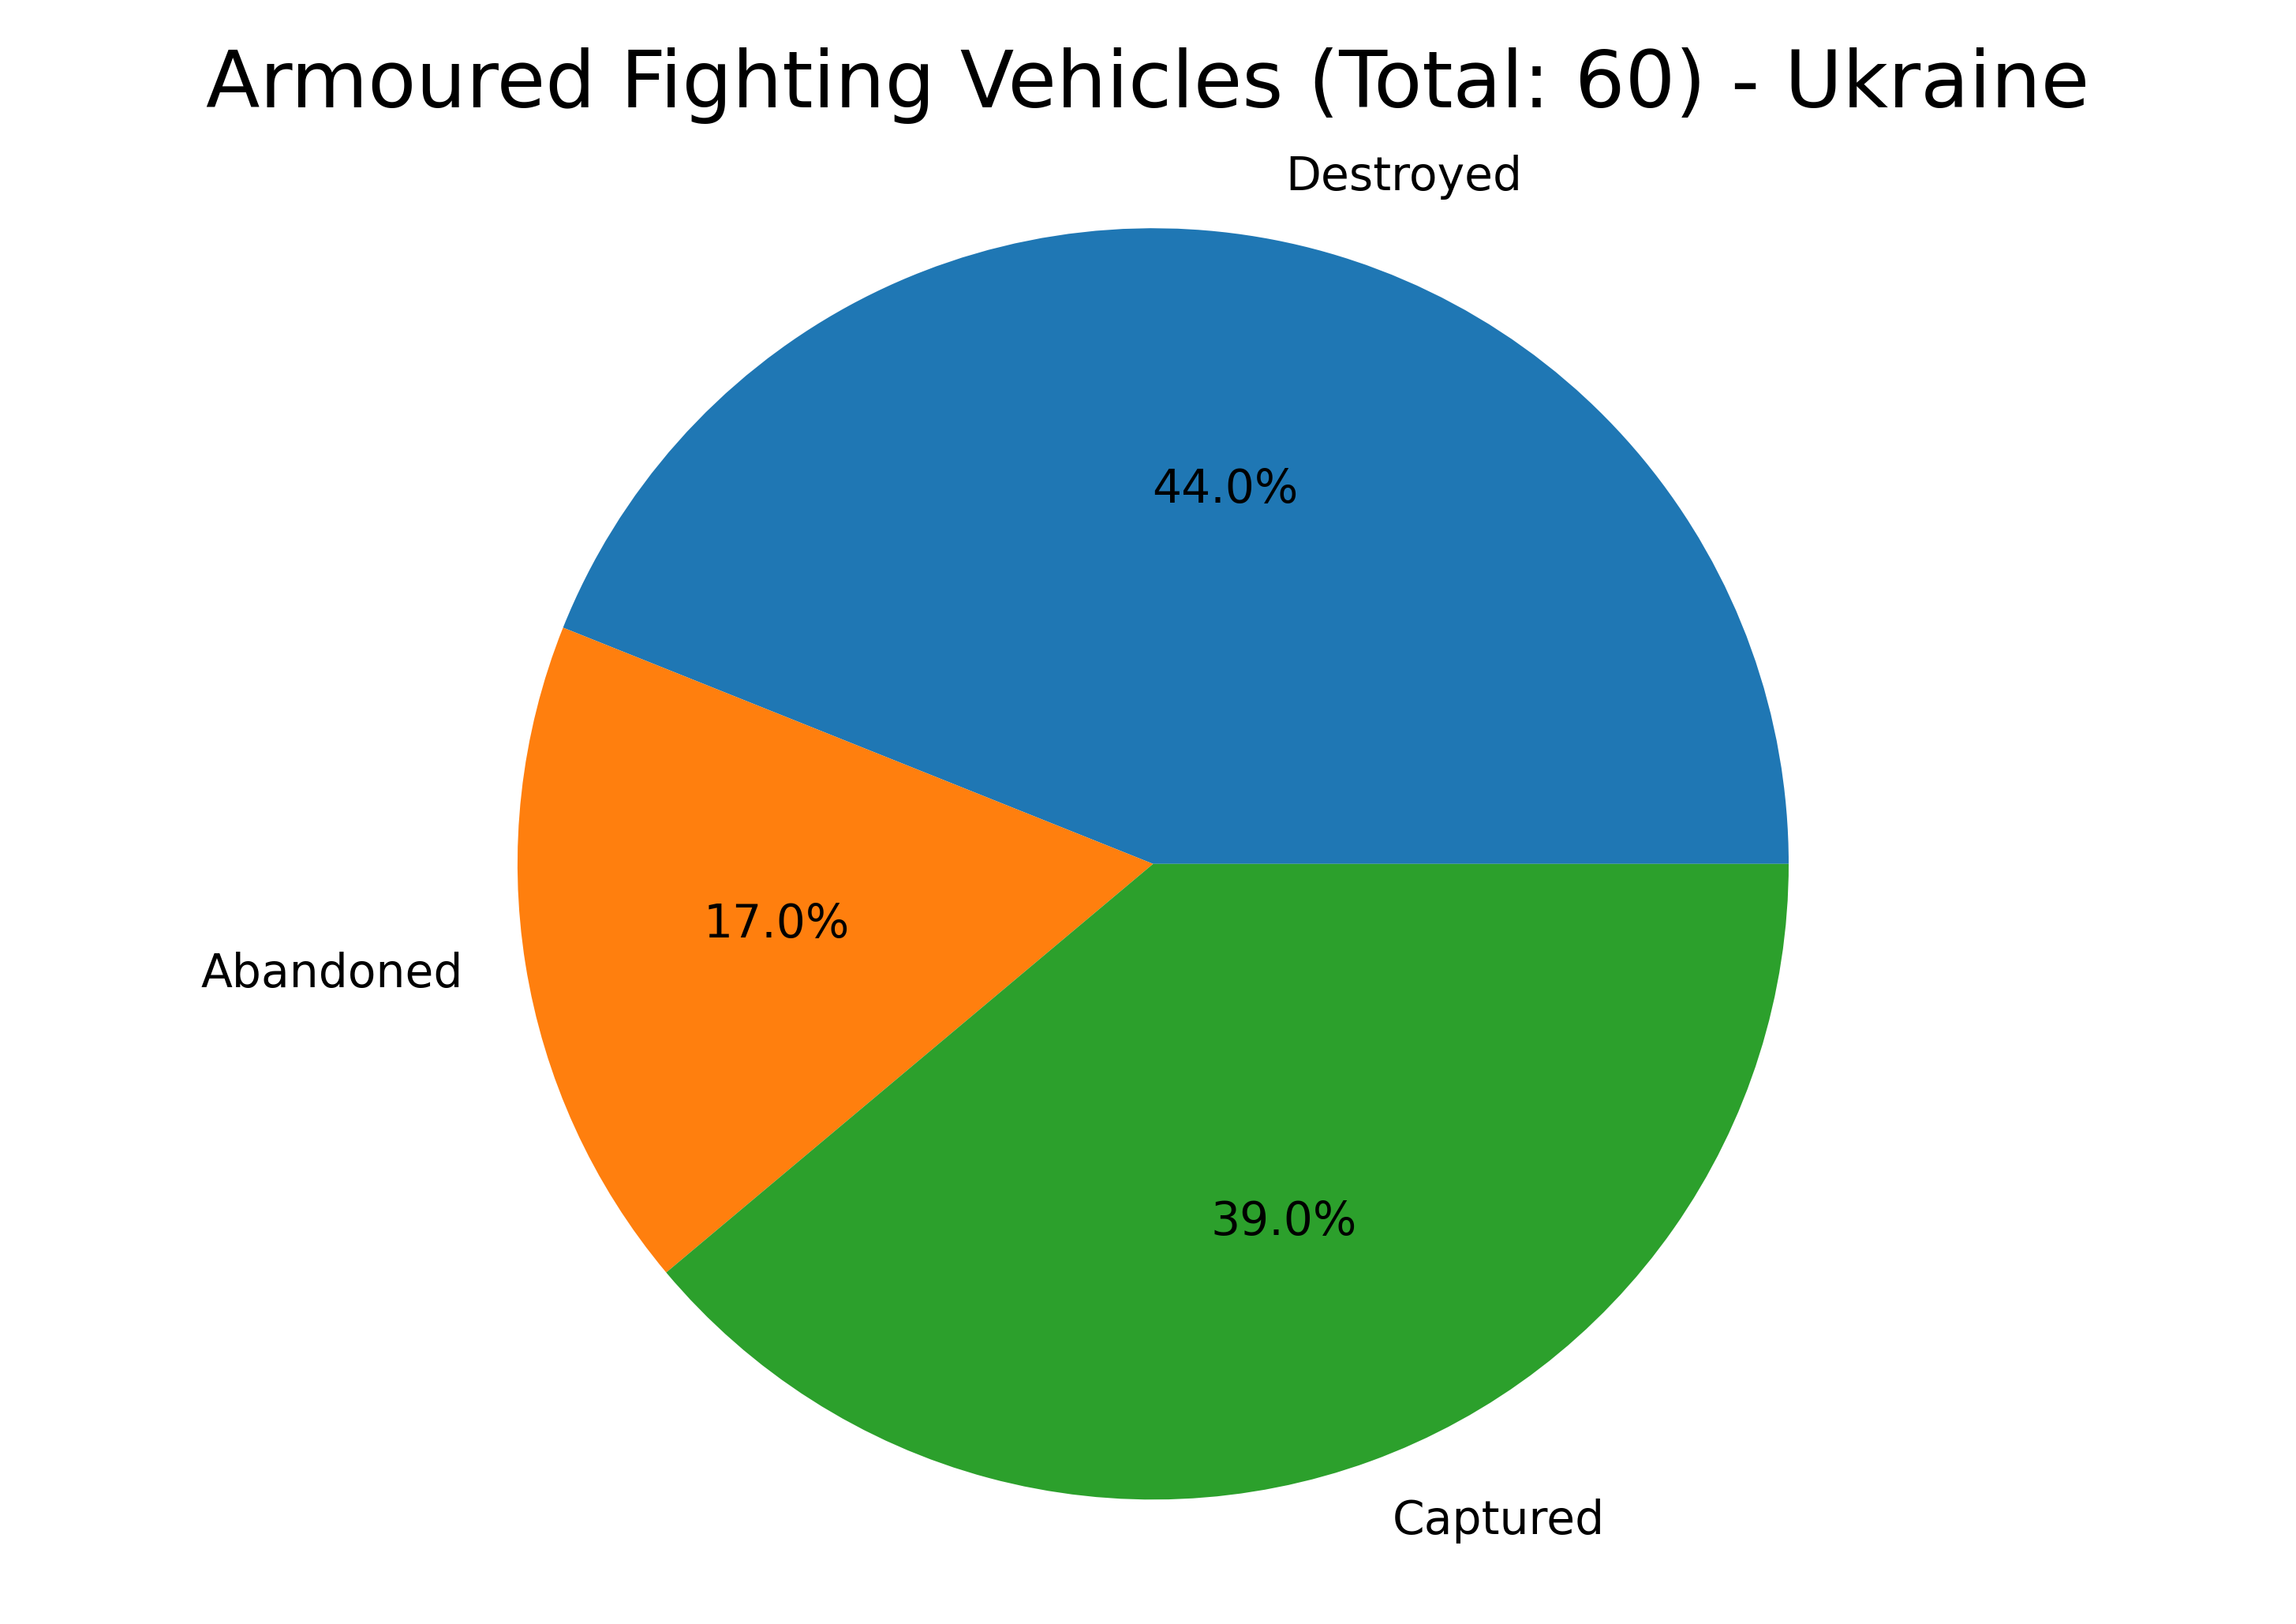 Armoured Fighting Vehicles (Total: 60) - Ukraine
Destroyed
44.0%
17.0%
Abandoned
39.0%
Captured